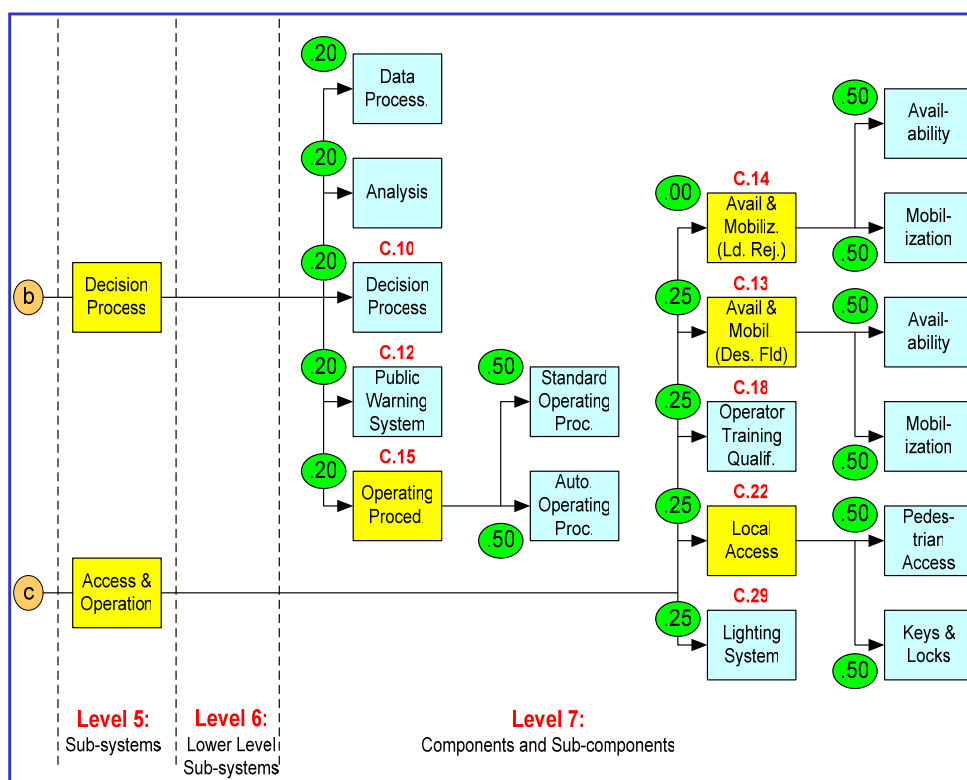 .20
Data
Process.
.20
Analysis
.20
C.10
Decision
Process
b
Decision
Process
.20
C.12
Public
Warning
System
.20
C.15
Operating
Proced.
.50
Standard
Operating
Proc.
.50
Auto.
Operating
Proc.
c
Access &
Operation
.00
C.14
Avail &
Mobiliz.
(Ld. Rej.)
.50
Avail-
ability
.50
Mobil-
ization
.25
C.13
Avail &
Mobil.
(Des. Fld)
.50
Avail-
ability
.50
Mobil-
ization
.25
C.18
Operator
Training
Qualif.
.25
C.22
Local
Access
.50
Pedes-
trian
Access
.50
Keys &
Locks
.25
C.29
Lighting
System
Level 5:
Sub-systems
Level 6:
Lower Level
Sub-systems
Level 7:
Components and Sub-components